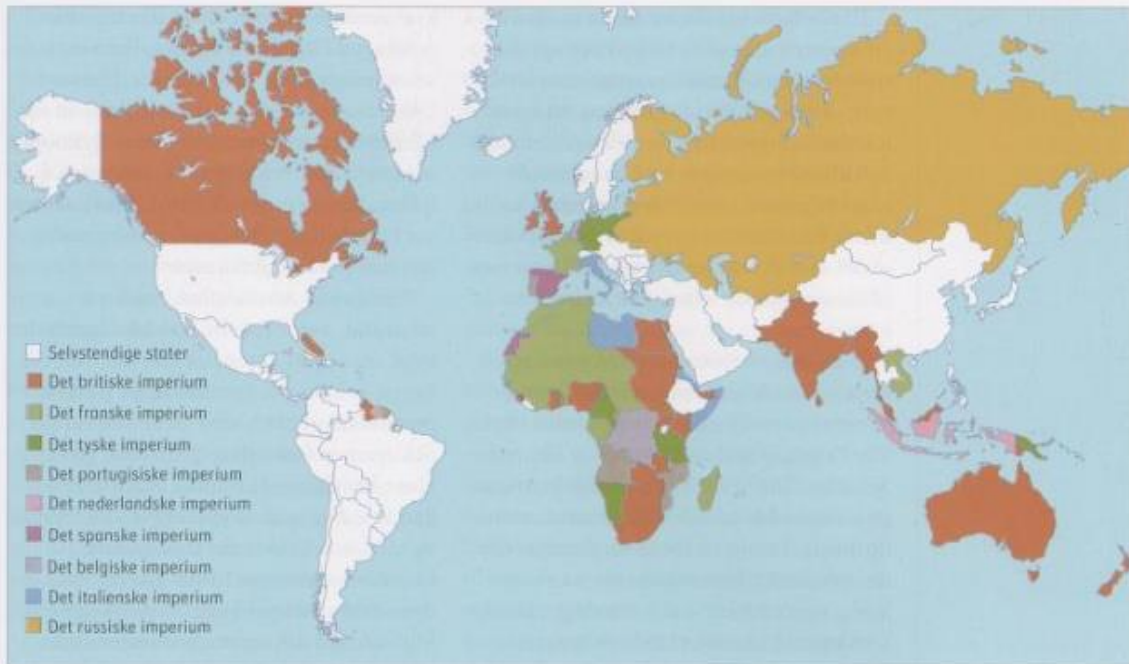 Selvstendige stater
Det britiske imperium
Det franske imperium
Det tyske imperium
Det portugisiske imperium
Det nederlandske imperium
Det spanske imperium
Det belgiske imperium
Det italienske imperium
Det russiske imperium